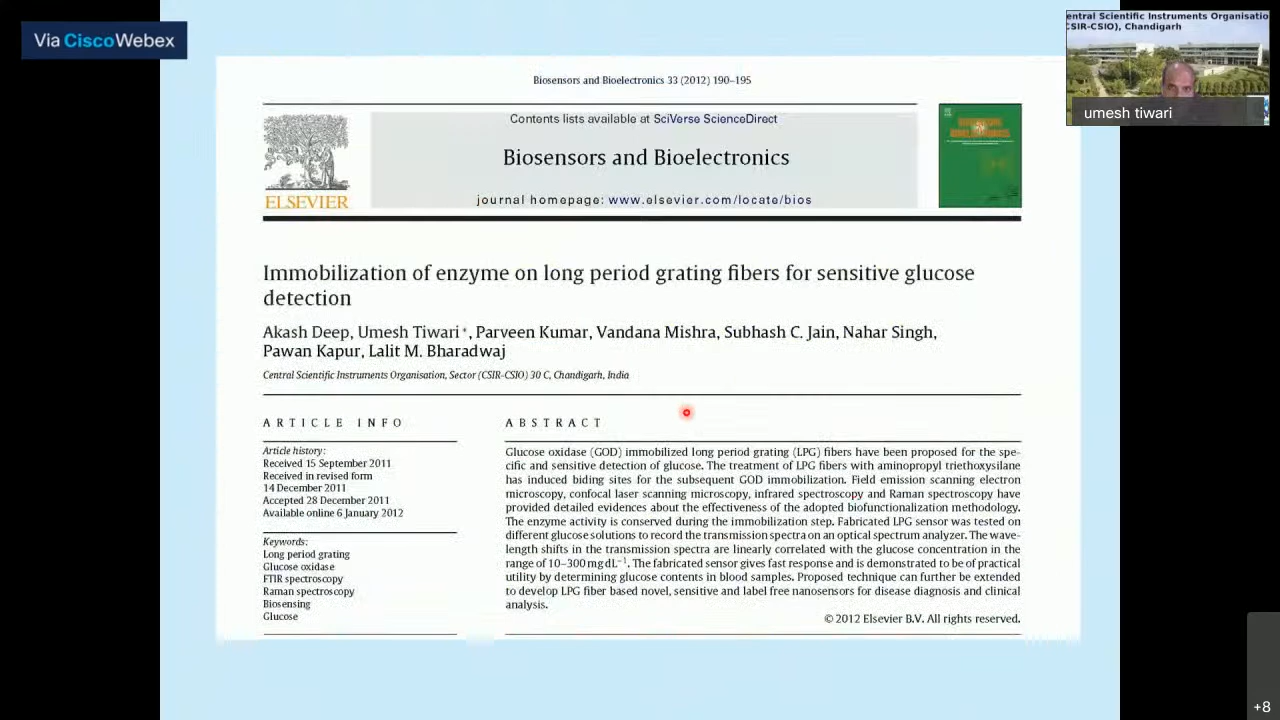 Via Cisco Webex
entral Scientific Instruments Organisatio
CSIR-CSIO), Chandigarh
umesh tiwari
Biosensors and Bioelectronics 33 (2012) 190–195
Contents lists available at SciVerse ScienceDirect
Biosensors and Bioelectronics
journal homepage: www.elsevier.com/locate/bios
ELSEVIER
Immobilization of enzyme on long period grating fibers for sensitive glucose
detection
Akash Deep, Umesh Tiwari*, Parveen Kumar, Vandana Mishra, Subhash C. Jain, Nahar Singh,
Pawan Kapur, Lalit M. Bharadwaj
Central Scientific Instruments Organisation, Sector (CSIR-CSIO) 30 C, Chandigarh, India
ARTICLE INFO
Article history:
Received 15 September 2011
Received in revised form
14 December 2011
Accepted 28 December 2011
Available online 6 January 2012
Keywords:
Long period grating
Glucose oxidase
FTIR spectroscopy
Raman spectroscopy
Biosensing
Glucose
ABSTRACT
Glucose oxidase (GOD) immobilized long period grating (LPG) fibers have been proposed for the spe-
cific and sensitive detection of glucose. The treatment of LPG fibers with aminopropyl triethoxysilane
has induced biding sites for the subsequent GOD immobilization. Field emission scanning electron
microscopy, confocal laser scanning microscopy, infrared spectroscopy and Raman spectroscopy have
provided detailed evidences about the effectiveness of the adopted biofunctionalization methodology.
The enzyme activity is conserved during the immobilization step. Fabricated LPG sensor was tested on
different glucose solutions to record the transmission spectra on an optical spectrum analyzer. The wave-
length shifts in the transmission spectra are linearly correlated with the glucose concentration in the
range of 10–300 mg dL⁻¹. The fabricated sensor gives fast response and is demonstrated to be of practical
utility by determining glucose contents in blood samples. Proposed technique can further be extended
to develop LPG fiber based novel, sensitive and label free nanosensors for disease diagnosis and clinical
analysis.
© 2012 Elsevier B.V. All rights reserved.
+8